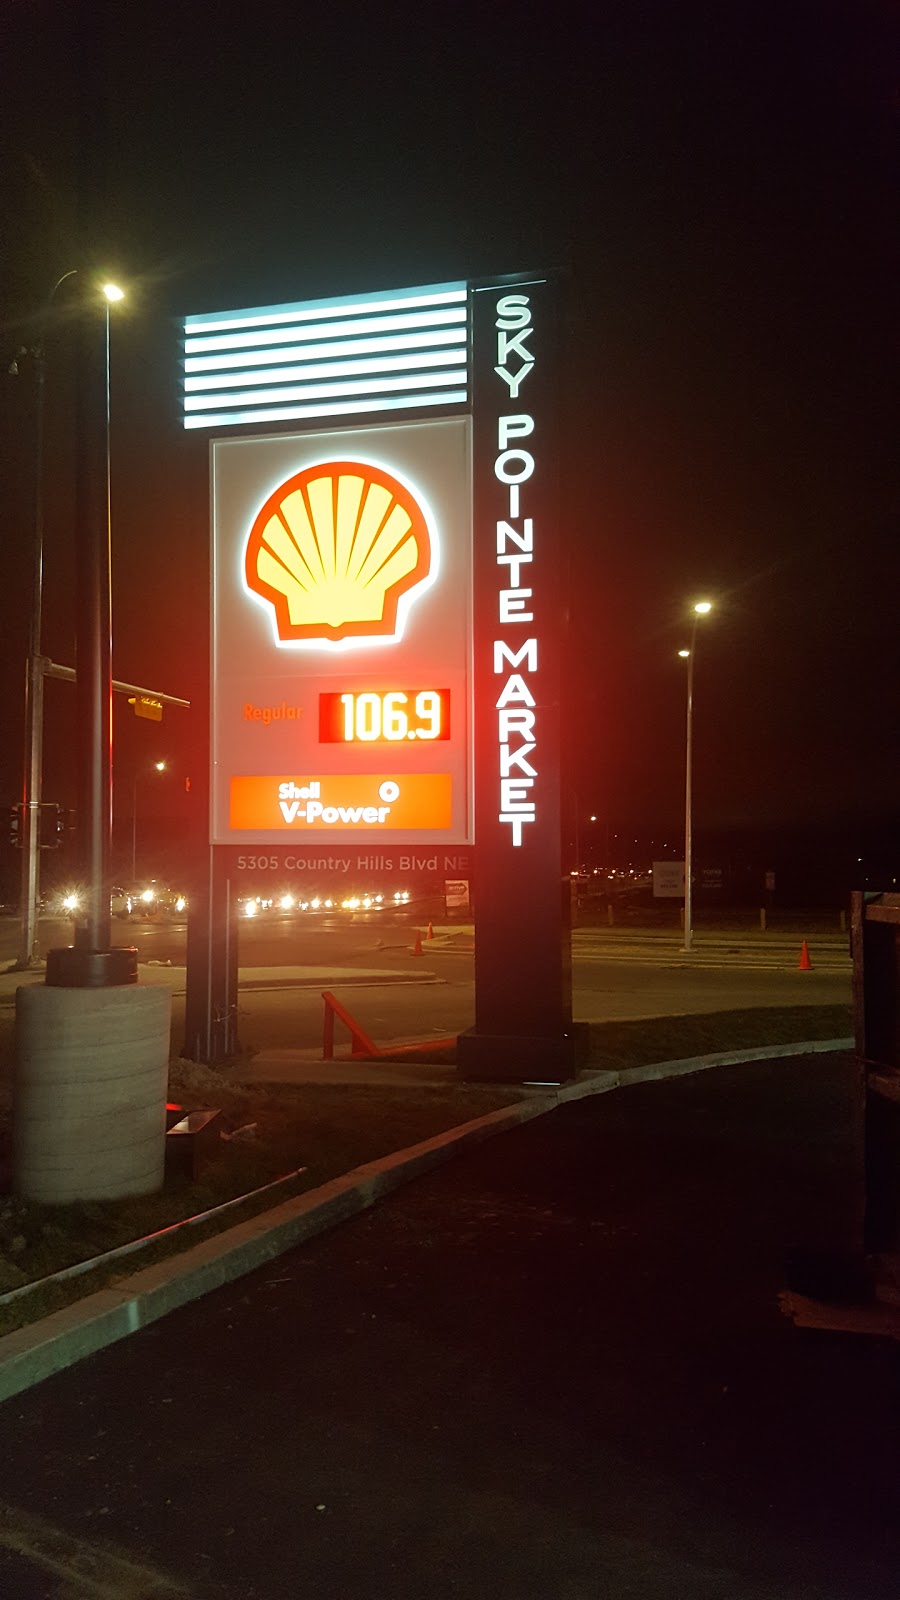 SKY POINTE MARKET
Regular 106.9
Shell
V-Power
5305 Country Hills Blvd NE